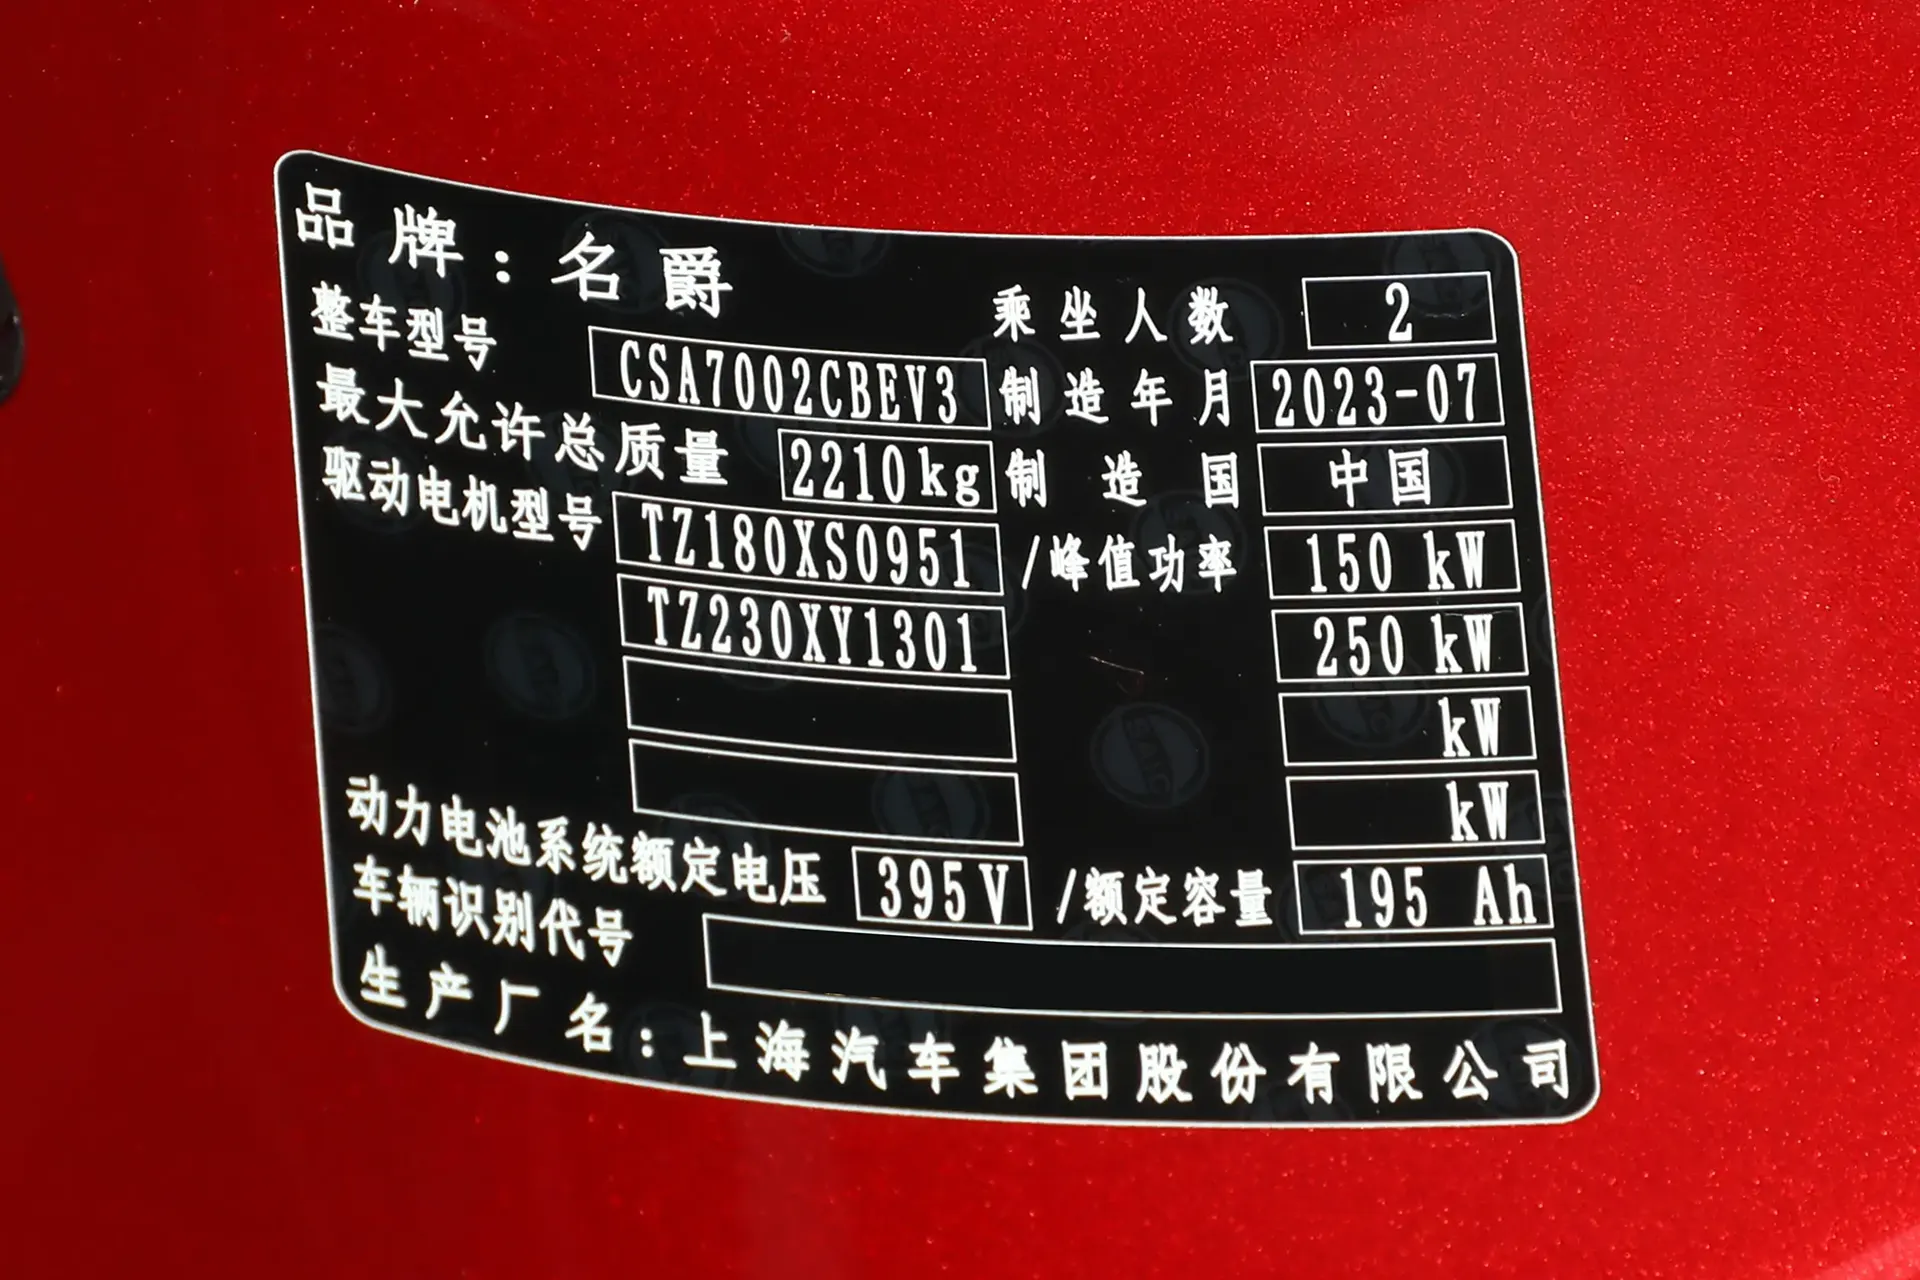 品牌：名爵
乘坐人数 2
整车型号 CSA7002CBEV3 制造年月 2023-07
最大允许总质量 2210kg 制造国 中国
驱动电机型号 TZ180XS0951 /峰值功率 150 kW
TZ230XY1301 250 kW
kW
kW
动力电池系统额定电压 395V /额定容量 195 Ah
车辆识别代号
生产厂名：上海汽车集团股份有限公司